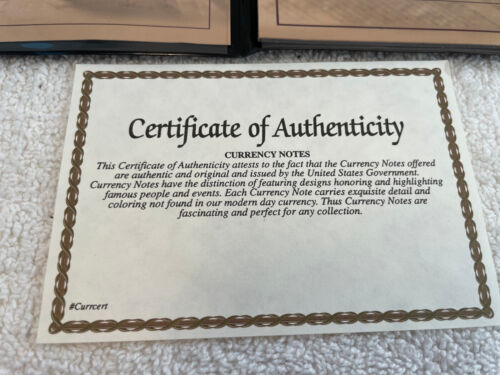 Certificate of Authenticity
CURRENCY NOTES
This Certificate of Authenticity attests to the fact that the Currency Notes offered
are authentic and original and issued by the United States Government.
Currency Notes have the distinction of featuring designs honoring and highlighting
famous people and events. Each Currency Note carries exquisite detail and
coloring not found in our modern day currency. Thus Currency Notes are
fascinating and perfect for any collection.
#Currcert